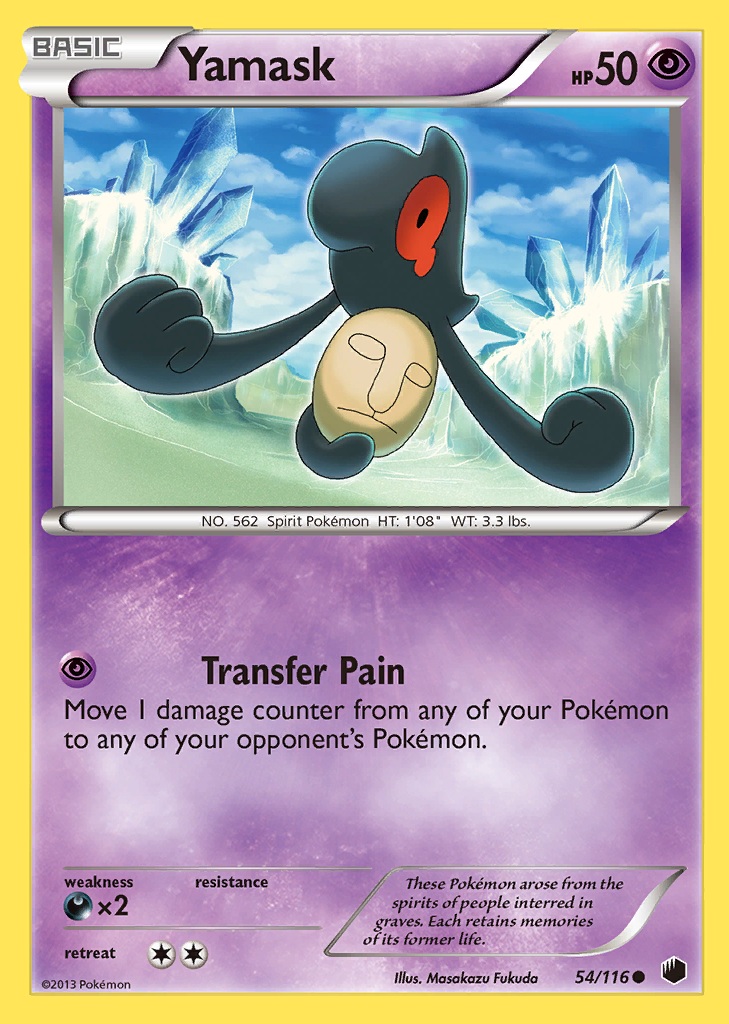 BASIC
Yamask
HP50
NO. 562 Spirit Pokémon HT: 1'08" WT: 3.3 lbs.
Transfer Pain
Move 1 damage counter from any of your Pokémon
to any of your opponent's Pokémon.
weakness
resistance
×2
retreat
These Pokémon arose from the
spirits of people interred in
graves. Each retains memories
of its former life.
©2013 Pokémon
Illus. Masakazu Fukuda
54/116